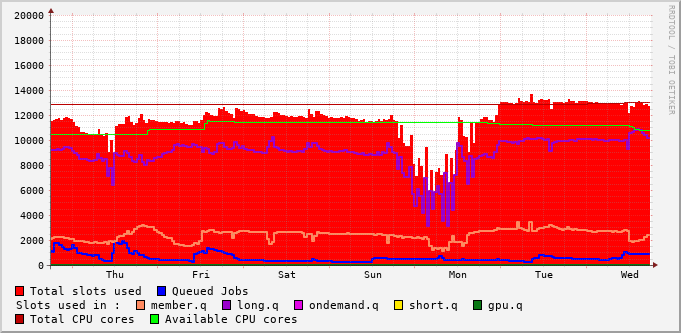 20000
18000
16000
14000
12000
10000
8000
6000
4000
2000
0
Thu Fri Sat Sun Mon Tue Wed
RRDTOOL / TOBI OETIKER
Total slots used Queued Jobs
Slots used in : member.q long.q ondemand.q short.q gpu.q
Total CPU cores Available CPU cores